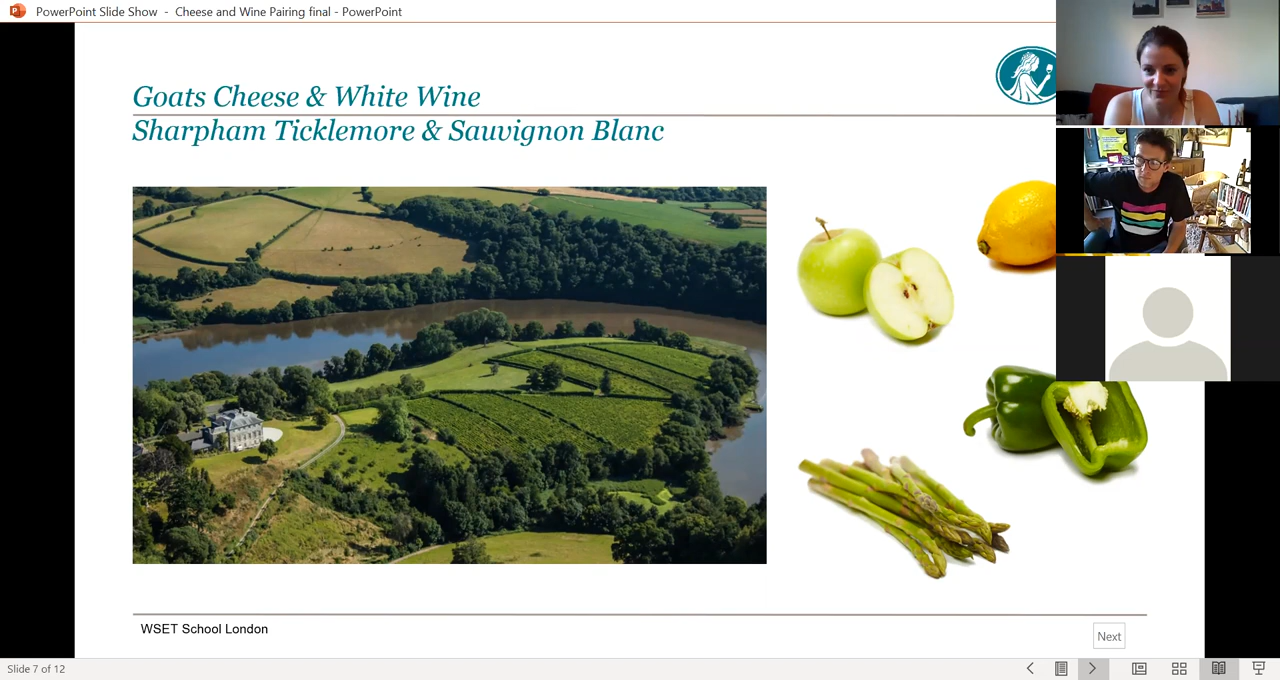 PowerPoint Slide Show - Cheese and Wine Pairing final - PowerPoint
Goats Cheese & White Wine
Sharpham Ticklemore & Sauvignon Blanc
WSET School London
Next
Slide 7 of 12